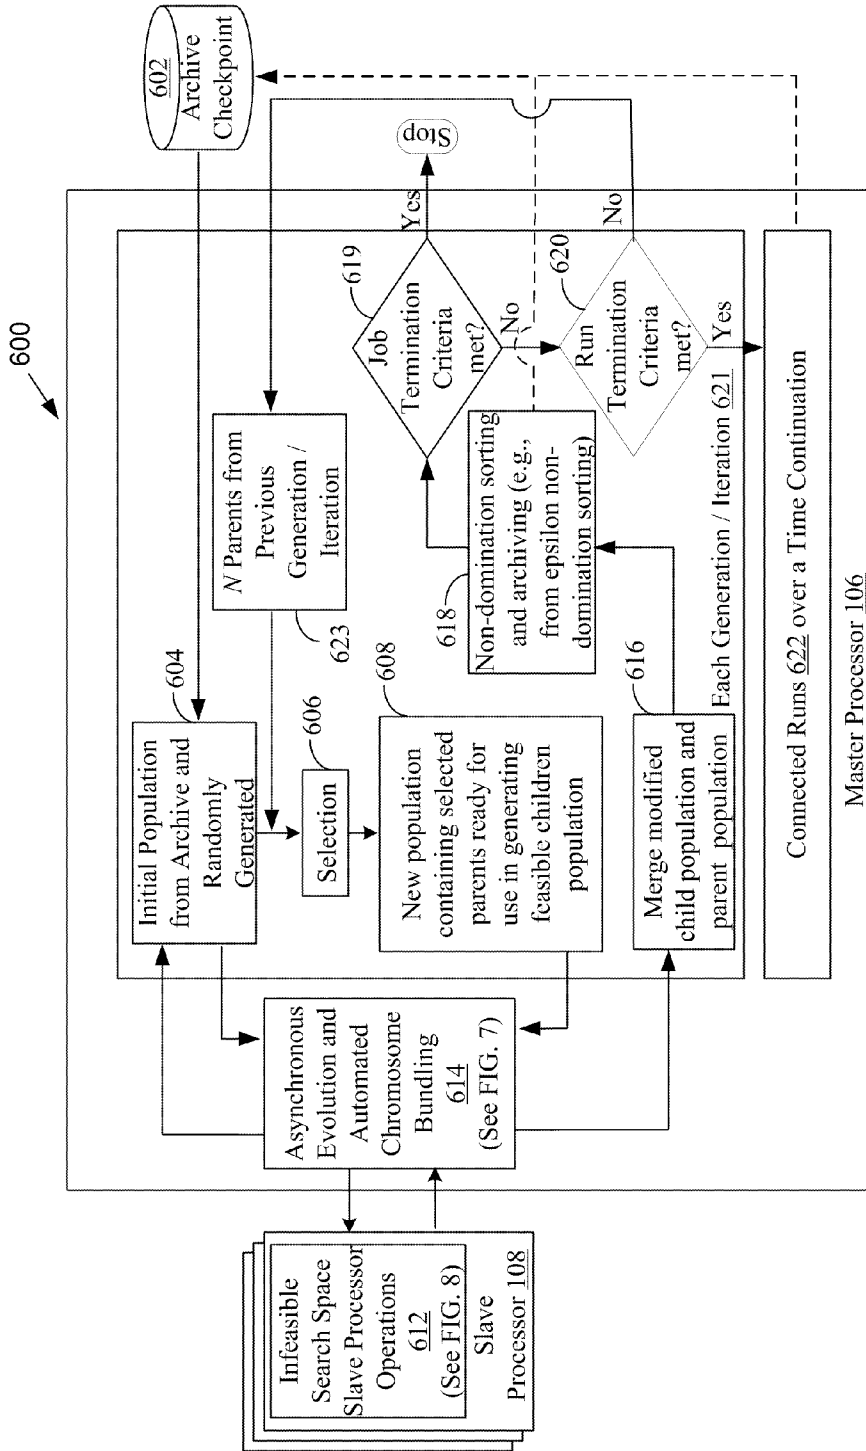 600
602
Archive
Checkpoint
604
Initial Population
from Archive and
Randomly
Generated
N Parents from
Previous
Generation /
Iteration
623
606
Selection
608
New population
containing selected
parents ready for
use in generating
feasible children
population
Infeasible
Search Space
Slave Processor
Operations
612
(See FIG. 8)
Slave
Processor 108
Asynchronous
Evolution and
Automated
Chromosome
Bundling
614
(See FIG. 7)
616
Merge modified
child population and
parent population
618
Non-domination sorting
and archiving (e.g.,
from epsilon non-
domination sorting)
619
Job
Termination
Criteria
met?
Yes
Stop
No
620
Run
Termination
Criteria
met?
No
Yes
Each Generation / Iteration 621
Connected Runs 622 over a Time Continuation
Master Processor 106